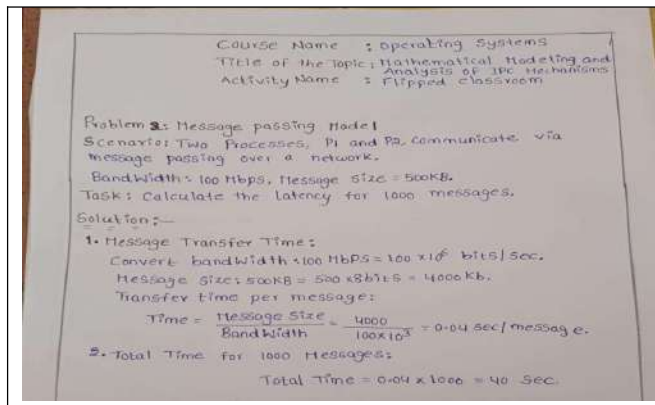 Course Name : Operating Systems
Title of the Topic : Mathematical Modeling and
Analysis of IPC Mechanisms
Activity Name : Flipped classroom
Problem 2: Message passing Model
Scenario: Two Processes, P1 and P2, communicate via
message passing over a network.
BandWidth: 100 Mbps, Message size = 500KB.
Task: Calculate the latency for 1000 messages.
Solution:-
1. Message Transfer Time:
Convert bandwidth: 100 Mbps = 100 x10⁶ bits/sec.
Message Size: 500KB = 500 x8bits = 4000 Kb.
Transfer time per message:
Time = Message Size / BandWidth = 4000 / 100x10³ = 0.04 sec/message.
2. Total Time for 1000 Messages:
Total Time = 0.04 x 1000 = 40 Sec.